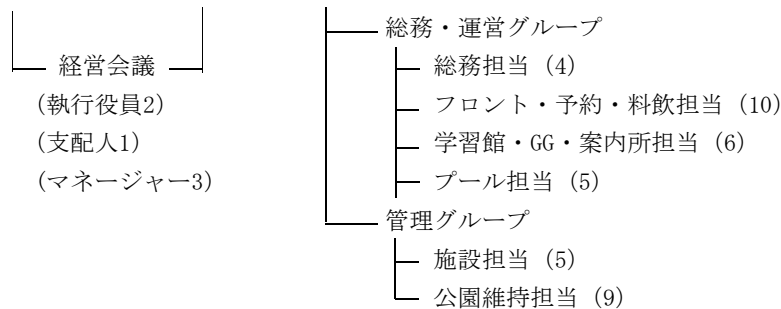 経営会議
(執行役員2)
(支配人1)
(マネージャー3)
総務・運営グループ
総務担当 (4)
フロント・予約・料飲担当 (10)
学習館・GG・案内所担当 (6)
プール担当 (5)
管理グループ
施設担当 (5)
公園維持担当 (9)